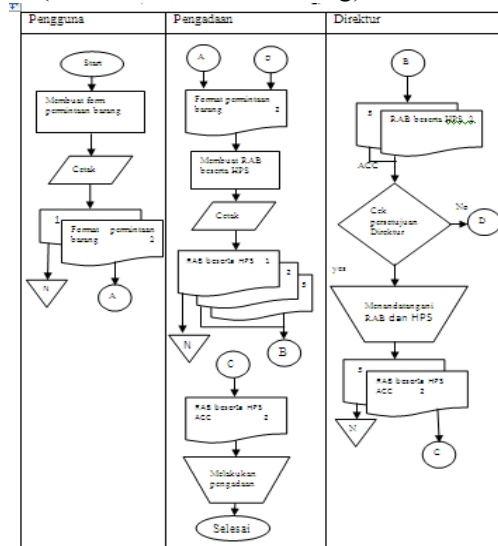 Pengguna
Start
Membuat form
permintaan barang
Cetak
1
Format permintaan
barang 2
N
A
Pengadaan
A
D
Format permintaan
barang 2
Membuat RAB
beserta HPS
Cetak
RAB beserta HPS 1
2
3
N
B
C
RAB beserta HPS
ACC 2
Melakukan
pengadaan
Selesai
Direktur
B
3
RAB beserta HPS 2
ACC
Cek
persetujuan
Direktur
No
D
yes
Menandatangani
RAB dan HPS
3
RAB beserta HPS
ACC 2
N
C